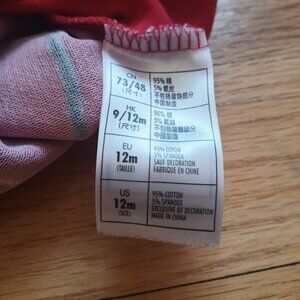 CN
73/48
(尺寸)
95% 棉
5% 氨纶
不包括装饰部分
中国制造
HK
9/12m
(尺寸)
95% 棉
5% 氨綸
不包括裝飾部分
中國製造
EU
12m
(TAILLE)
95% COTON
5% SPANDEX
SAUF DECORATION
FABRIQUE EN CHINE
US
12m
(SIZE)
95% COTTON
5% SPANDEX
EXCLUSIVE OF DECORATION
MADE IN CHINA